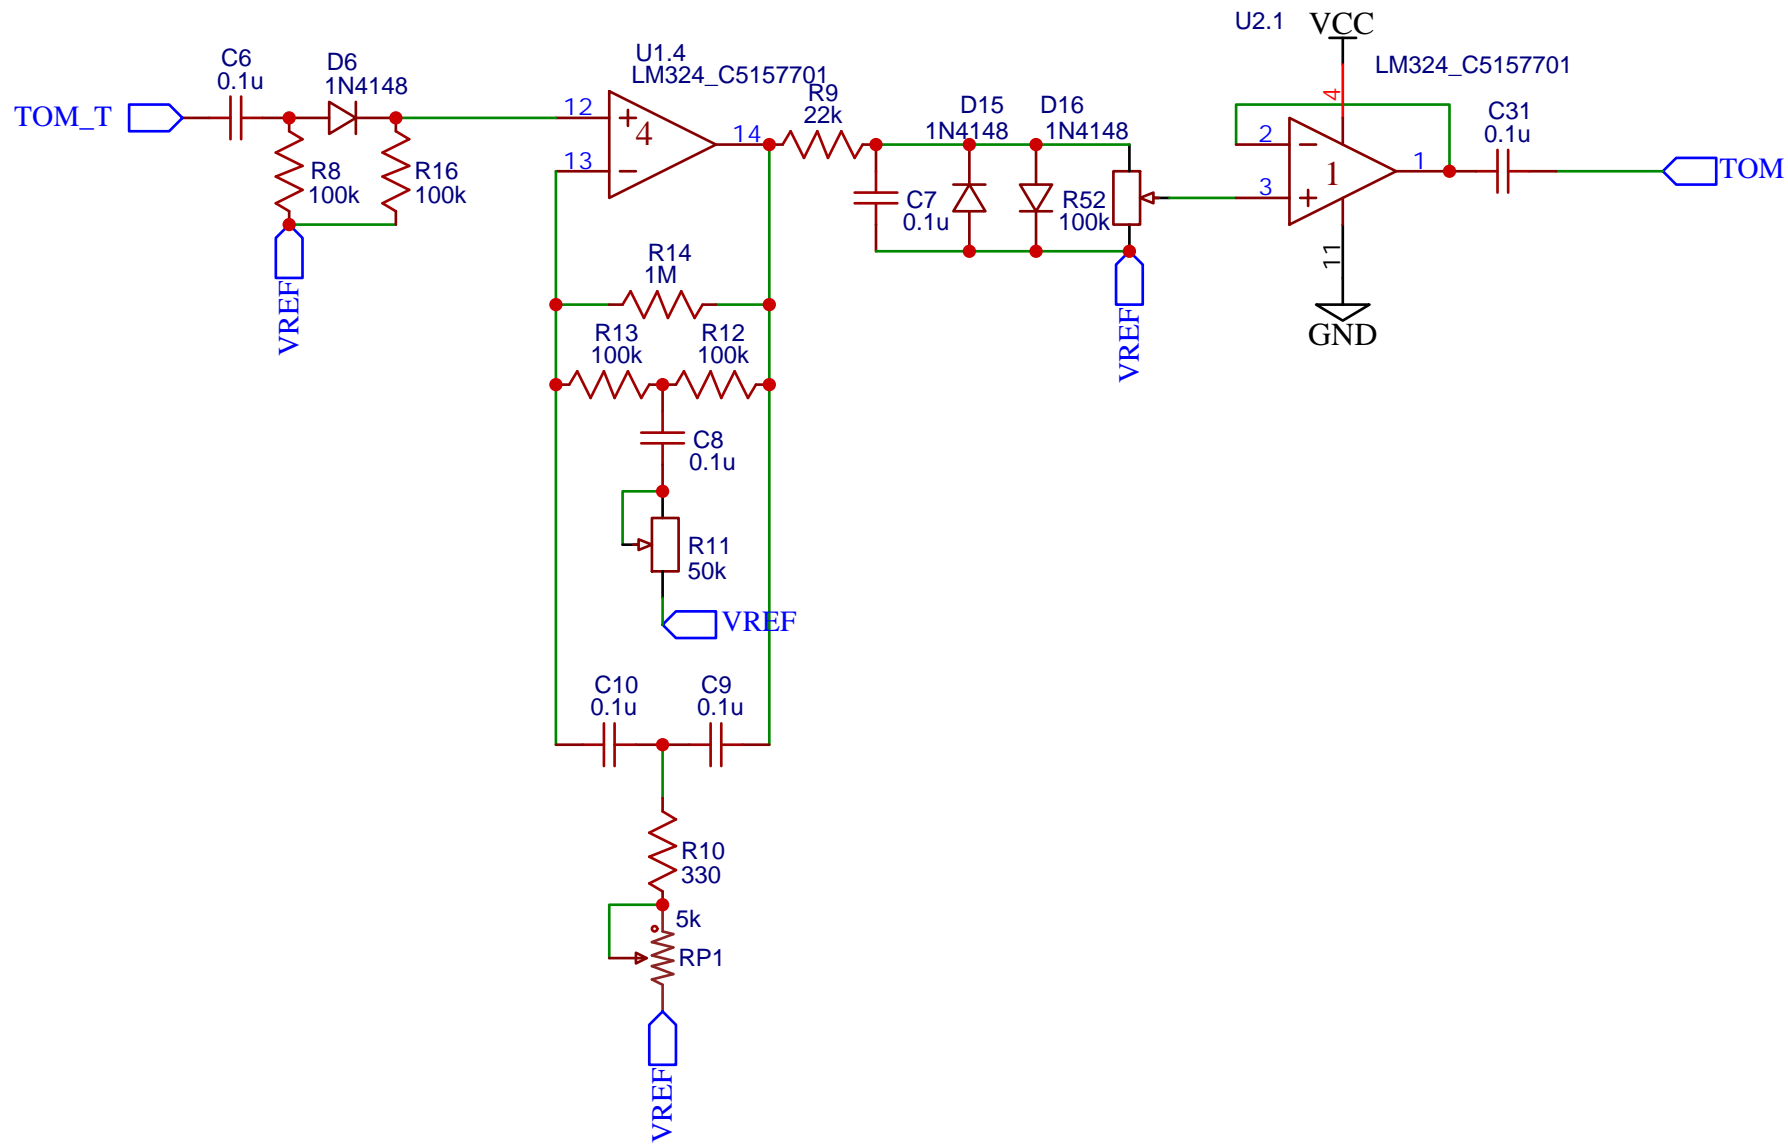 U2.1
VCC
LM324_C5157701
4
C6
0.1u
D6
1N4148
U1.4
LM324_C5157701
R9
22k
D15
1N4148
D16
1N4148
C31
0.1u
TOM_T
12
13
4
14
2
3
1
1
TOM
R8
100k
R16
100k
C7
0.1u
R52
100k
11
VREF
R14
1M
VREF
GND
R13
100k
R12
100k
C8
0.1u
R11
50k
VREF
C10
0.1u
C9
0.1u
R10
330
5k
RP1
VREF